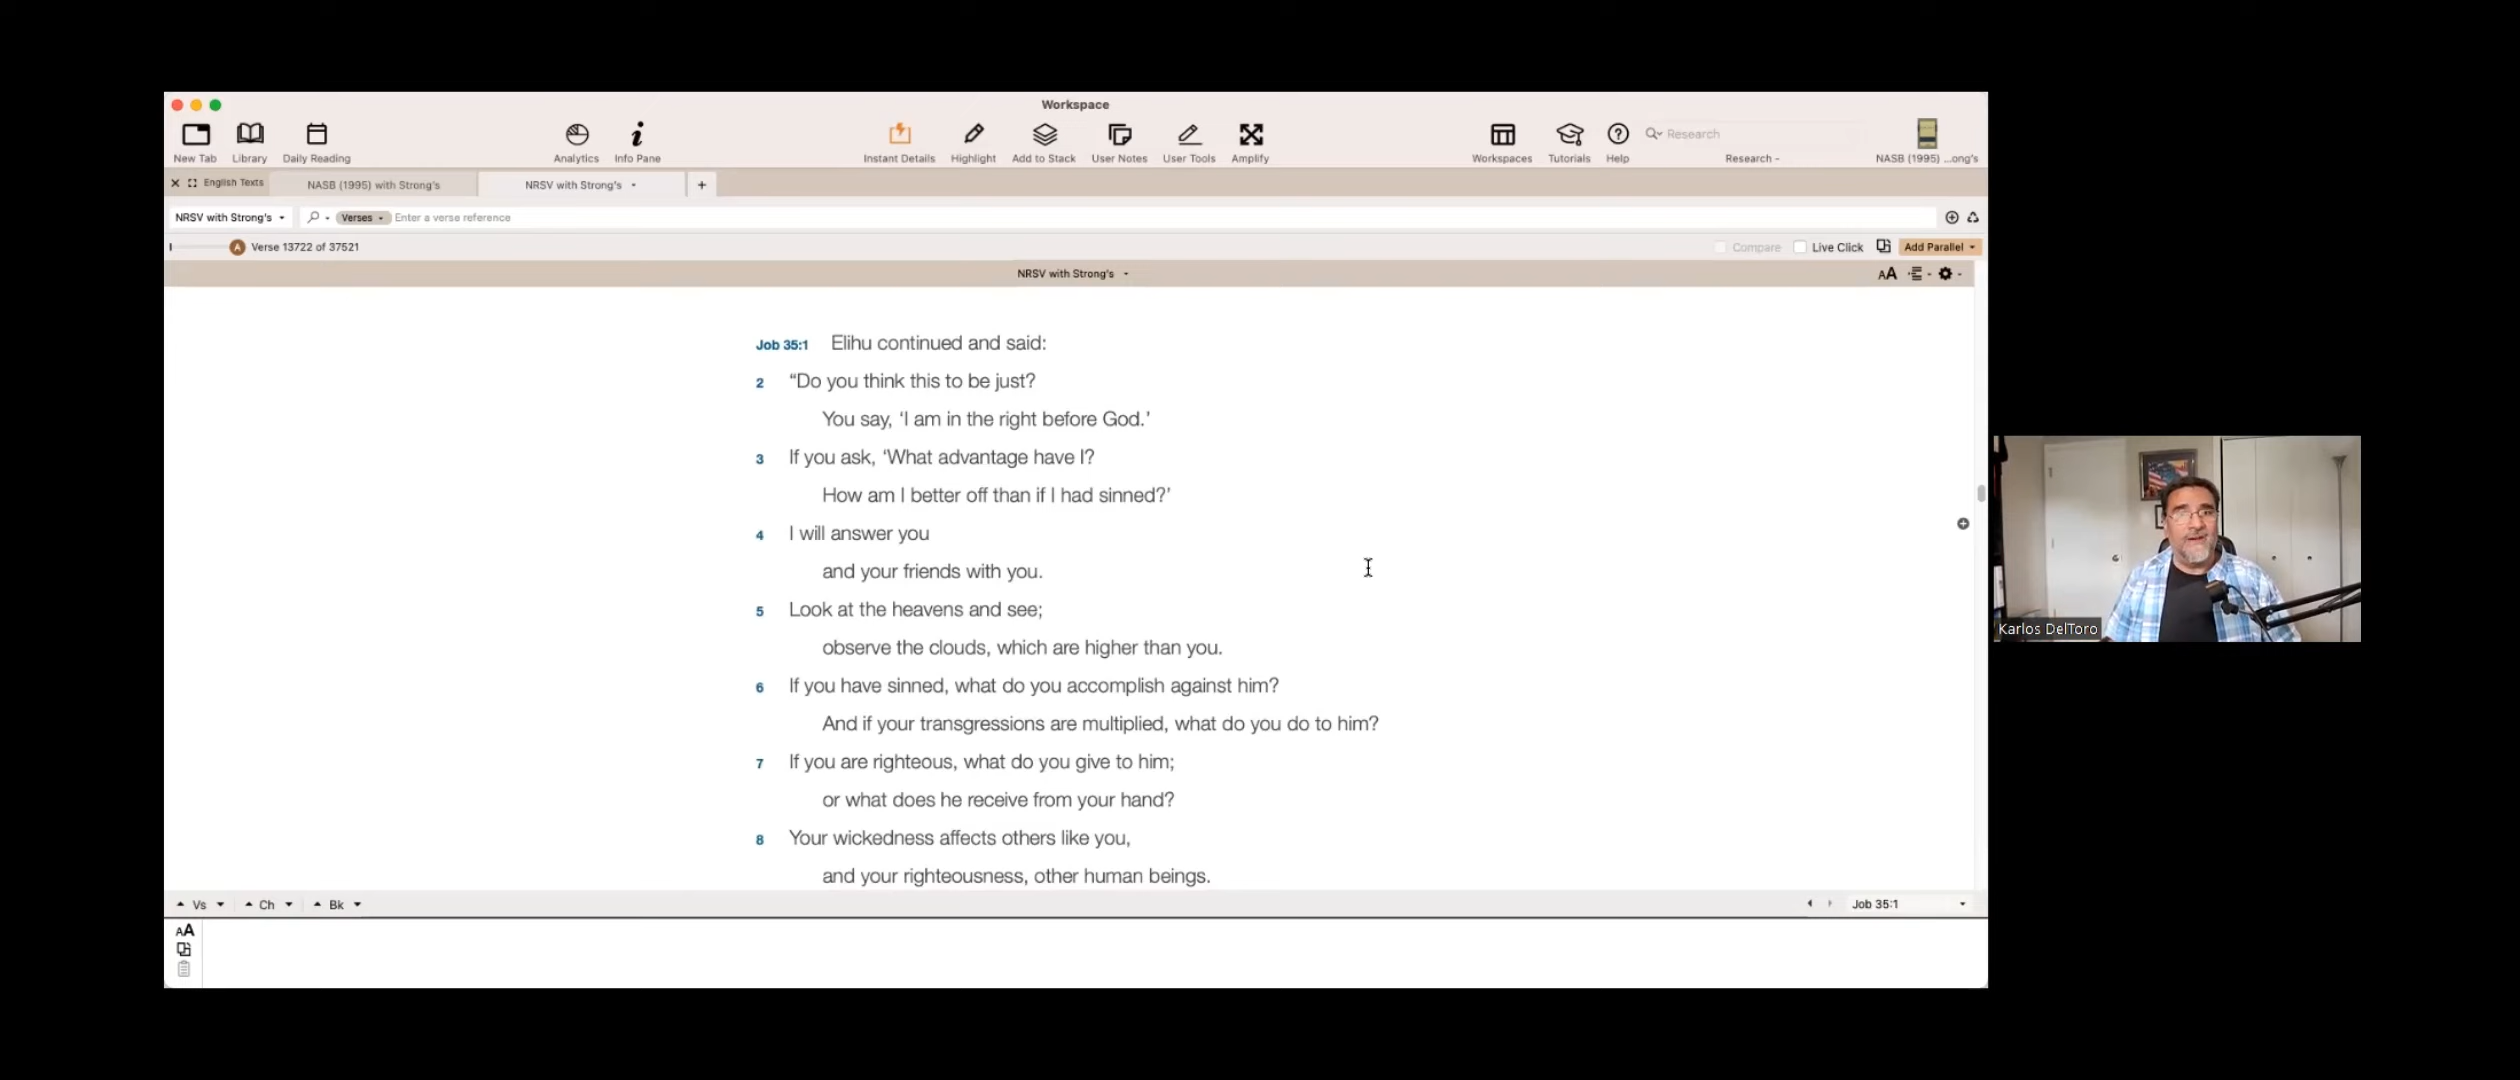 Workspace
New Tab Library Daily Reading Analytics Info Pane Instant Details Highlight Add to Stack User Notes User Tools Amplify Workspaces Tutorials Help Research Research NASB (1995) ...ong's
English Texts NASB (1995) with Strong's NRSV with Strong's
NRSV with Strong's Verses Enter a verse reference
A Verse 13722 of 37521 Compare Live Click Add Parallel
NRSV with Strong's AA
Job 35:1 Elihu continued and said:
2 “Do you think this to be just?
You say, ‘I am in the right before God.’
3 If you ask, ‘What advantage have I?
How am I better off than if I had sinned?’
4 I will answer you
and your friends with you.
5 Look at the heavens and see;
observe the clouds, which are higher than you.
6 If you have sinned, what do you accomplish against him?
And if your transgressions are multiplied, what do you do to him?
7 If you are righteous, what do you give to him;
or what does he receive from your hand?
8 Your wickedness affects others like you,
and your righteousness, other human beings.
Vs Ch Bk Job 35:1
AA
Karlos DelToro